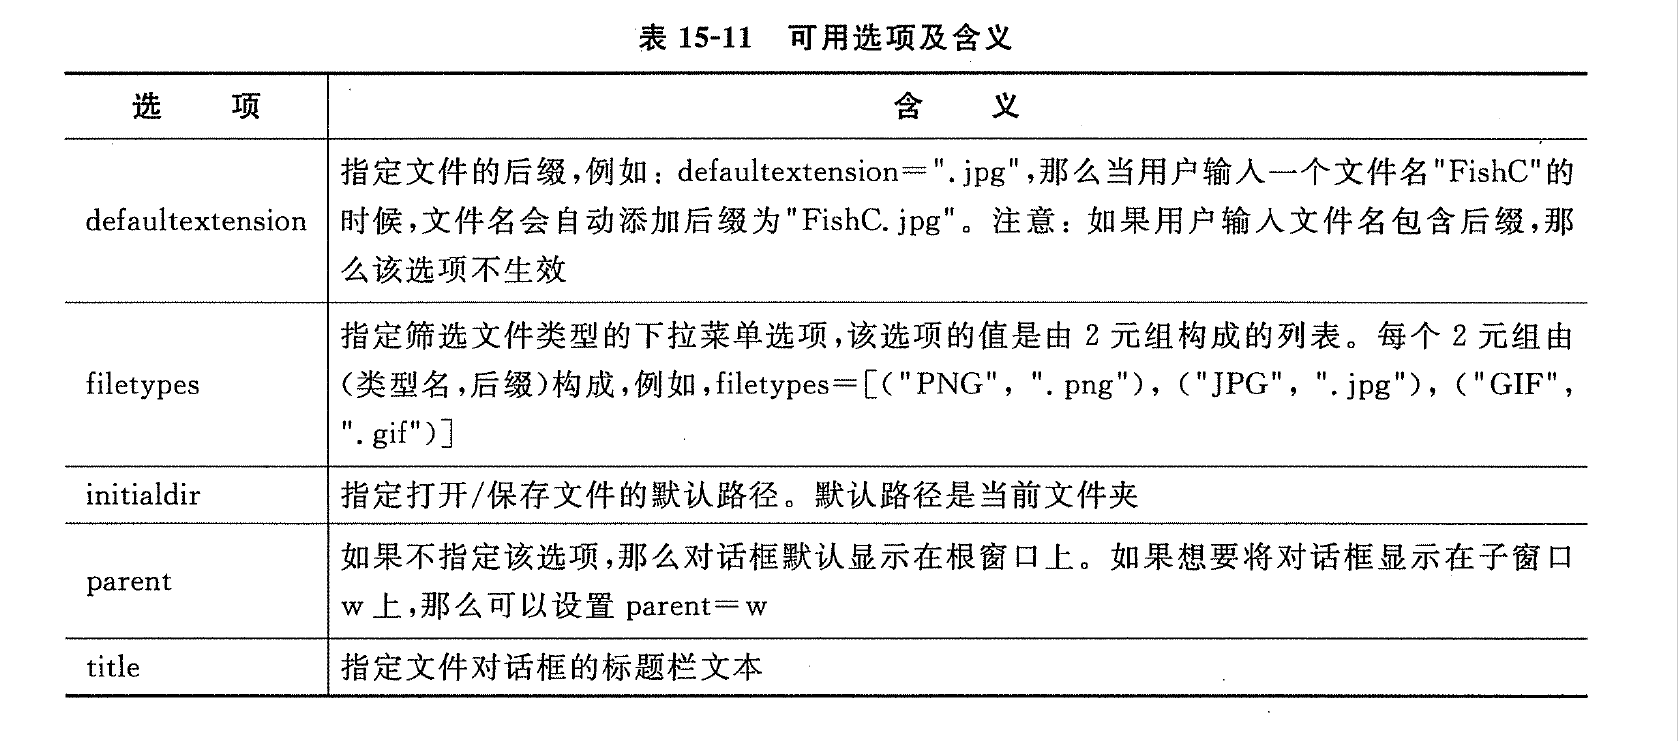 表 15-11 可用选项及含义
选 项 含 义
defaultextension
指定文件的后缀,例如: defaultextension=".jpg",那么当用户输入一个文件名"FishC"的
时候,文件名会自动添加后缀为"FishC.jpg"。注意: 如果用户输入文件名包含后缀,那
么该选项不生效
filetypes
指定筛选文件类型的下拉菜单选项,该选项的值是由 2 元组构成的列表。每个 2 元组由
(类型名,后缀)构成,例如,filetypes=[("PNG", ".png"), ("JPG", ".jpg"), ("GIF",
".gif")]
initialdir
指定打开/保存文件的默认路径。默认路径是当前文件夹
parent
如果不指定该选项,那么对话框默认显示在根窗口上。如果想要将对话框显示在子窗口
w 上,那么可以设置 parent=w
title
指定文件对话框的标题栏文本